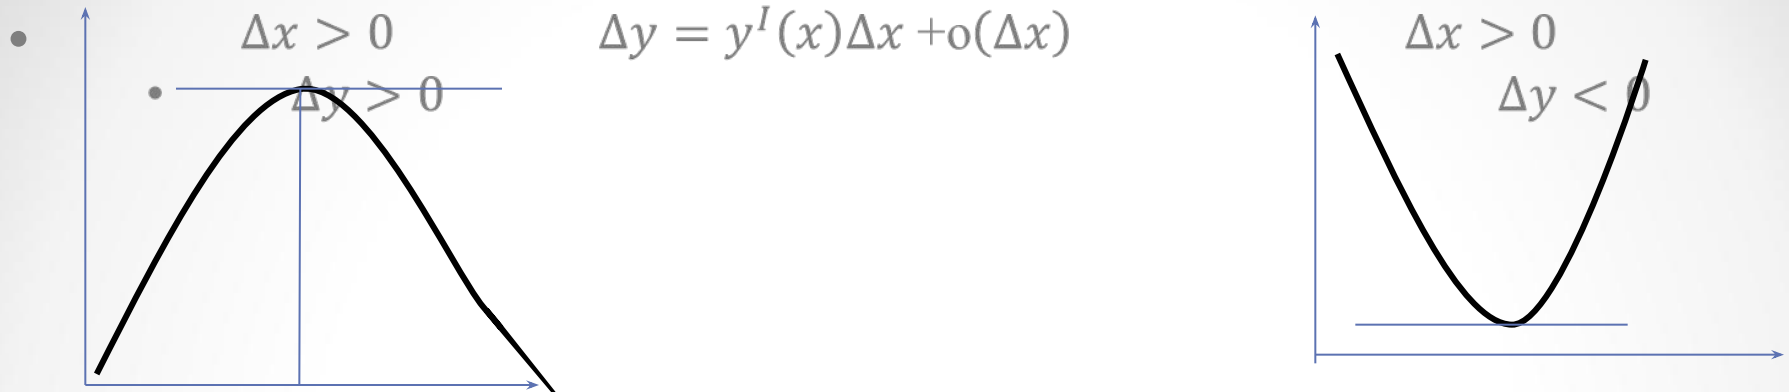 • Δx > 0 Δy = y^I(x)Δx +o(Δx) Δx > 0
• Δy > 0 Δy < 0